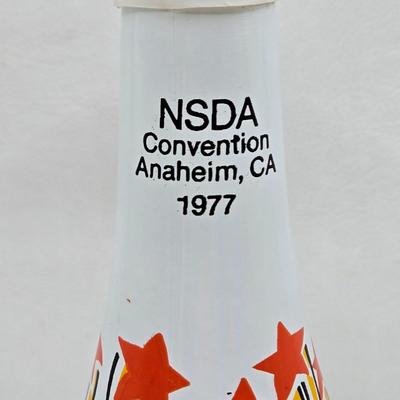 NSDA
Convention
Anaheim, CA
1977